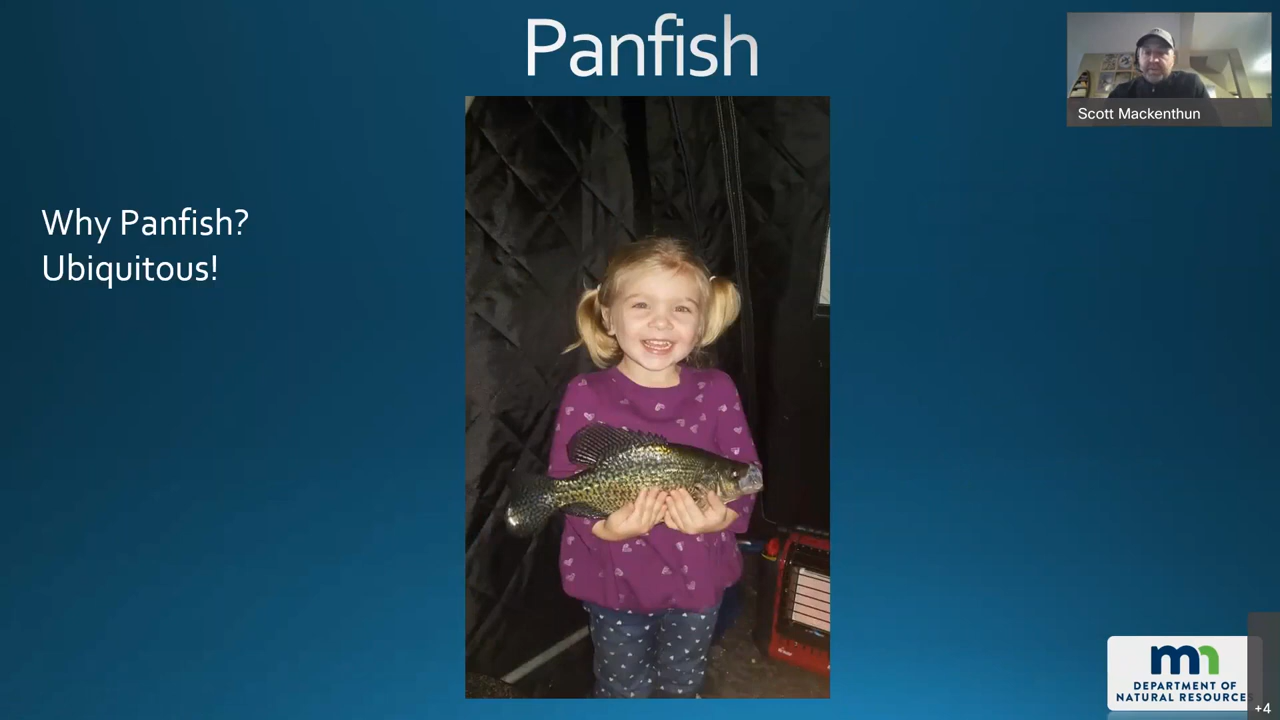 Panfish
Scott Mackenthun
Why Panfish?
Ubiquitous!
mn
DEPARTMENT OF
NATURAL RESOURCES
+4